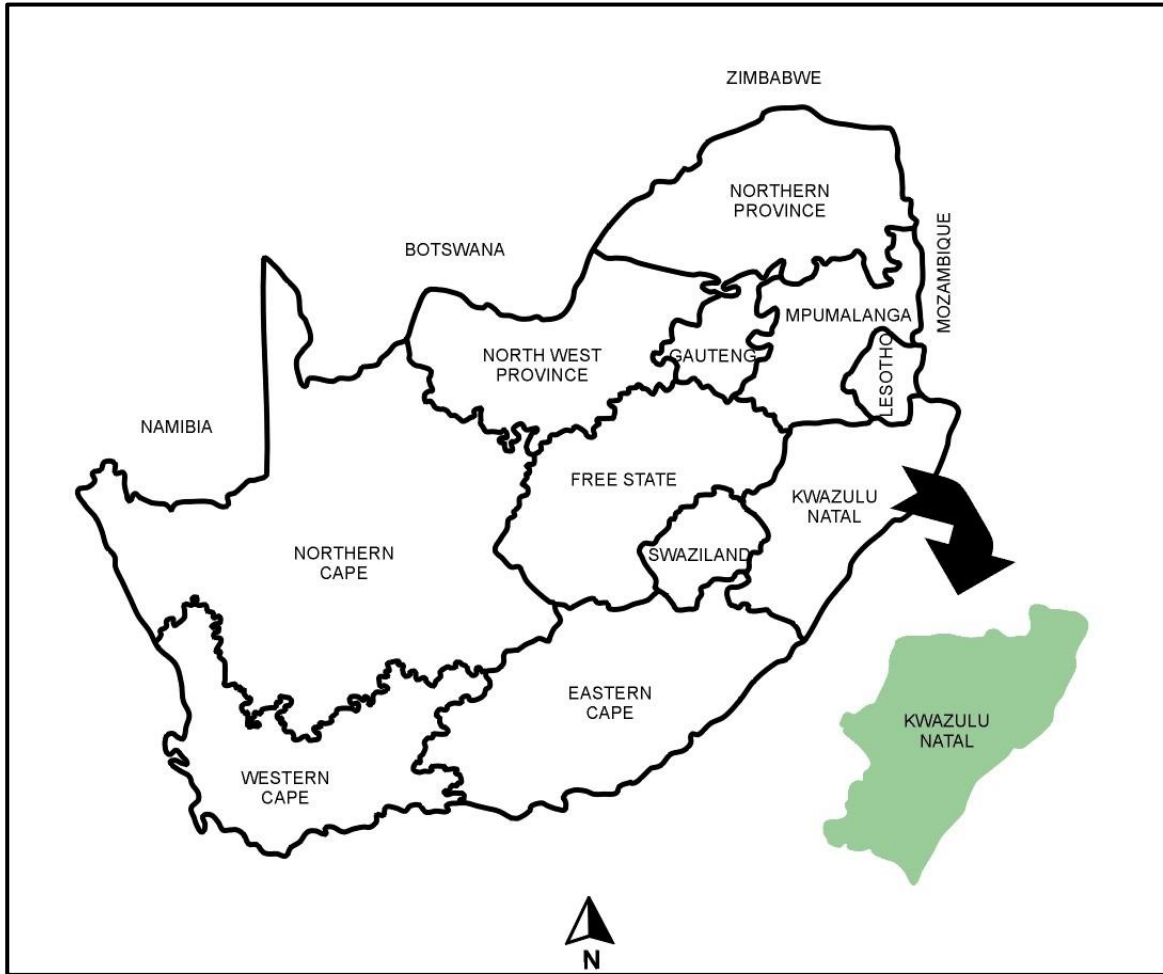 ZIMBABWE
NORTHERN
PROVINCE
MOZAMBIQUE
BOTSWANA
MPUMALANGA
NORTH WEST
PROVINCE
GAUTENG
LESOTHO
NAMIBIA
FREE STATE
KWAZULU
NATAL
NORTHERN
CAPE
SWAZILAND
EASTERN
CAPE
KWAZULU
NATAL
WESTERN
CAPE
N